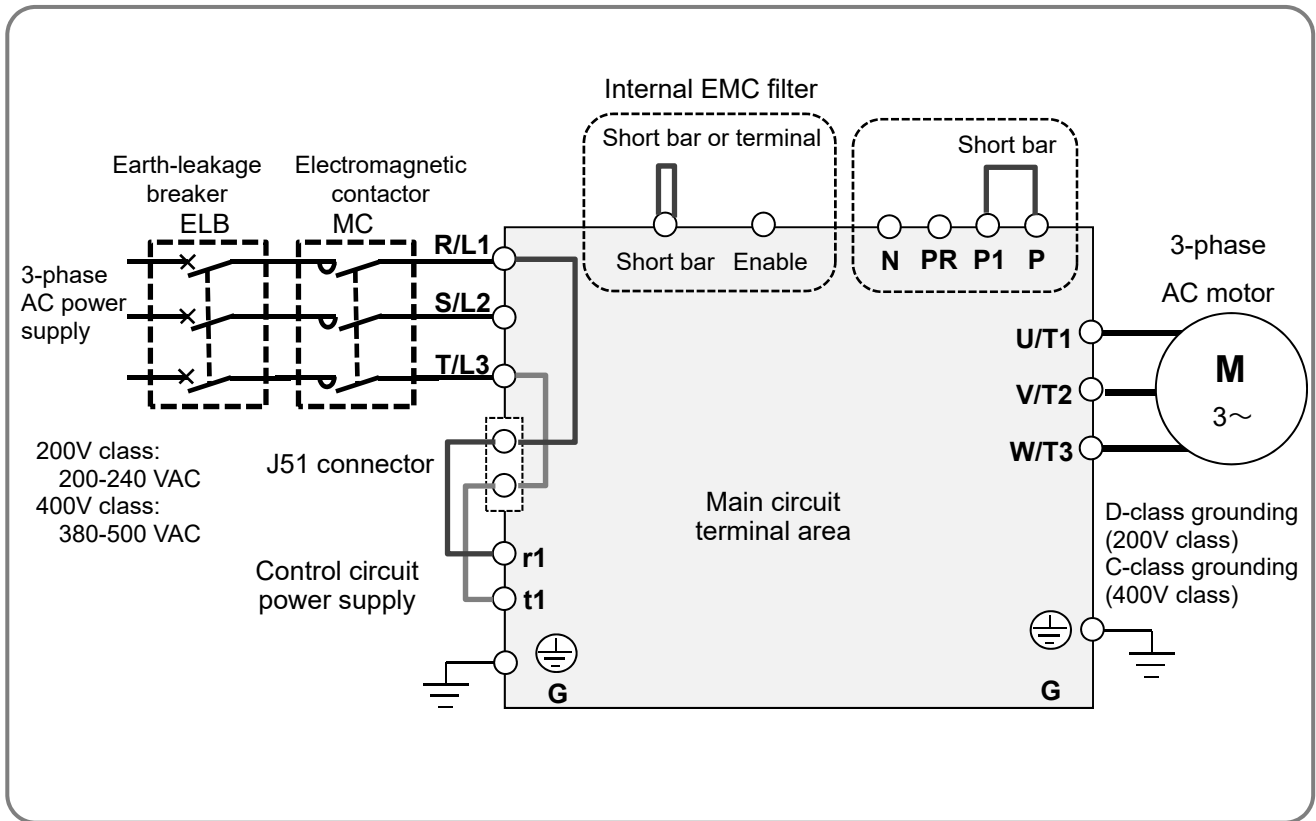 Internal EMC filter
Short bar or terminal
Short bar
Earth-leakage
breaker
ELB
Electromagnetic
contactor
MC
R/L1
Short bar
Enable
N
PR
P1
P
3-phase
AC motor
3-phase
AC power
supply
S/L2
T/L3
U/T1
V/T2
W/T3
M
3～
200V class:
200-240 VAC
400V class:
380-500 VAC
J51 connector
Main circuit
terminal area
D-class grounding
(200V class)
C-class grounding
(400V class)
Control circuit
power supply
r1
t1
G
G